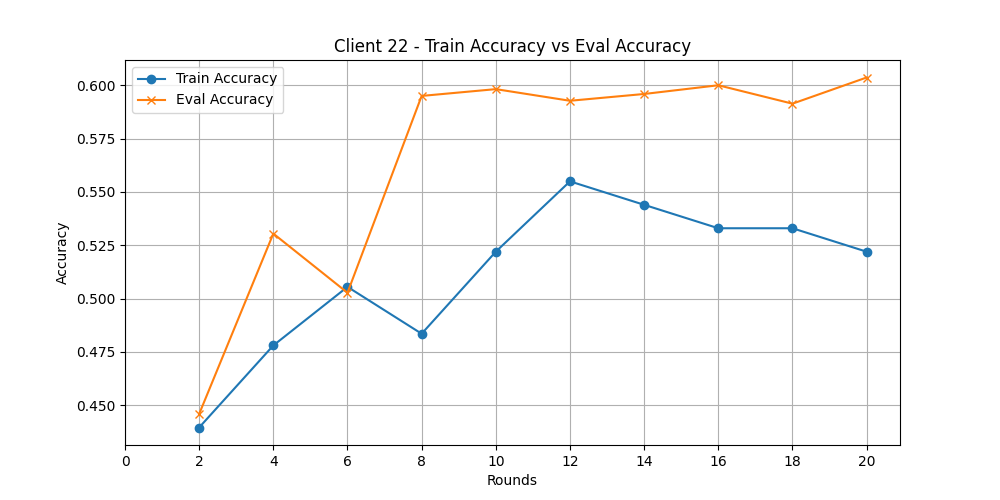 Client 22 - Train Accuracy vs Eval Accuracy
Train Accuracy
Eval Accuracy
Accuracy
0.600
0.575
0.550
0.525
0.500
0.475
0.450
0 2 4 6 8 10 12 14 16 18 20
Rounds